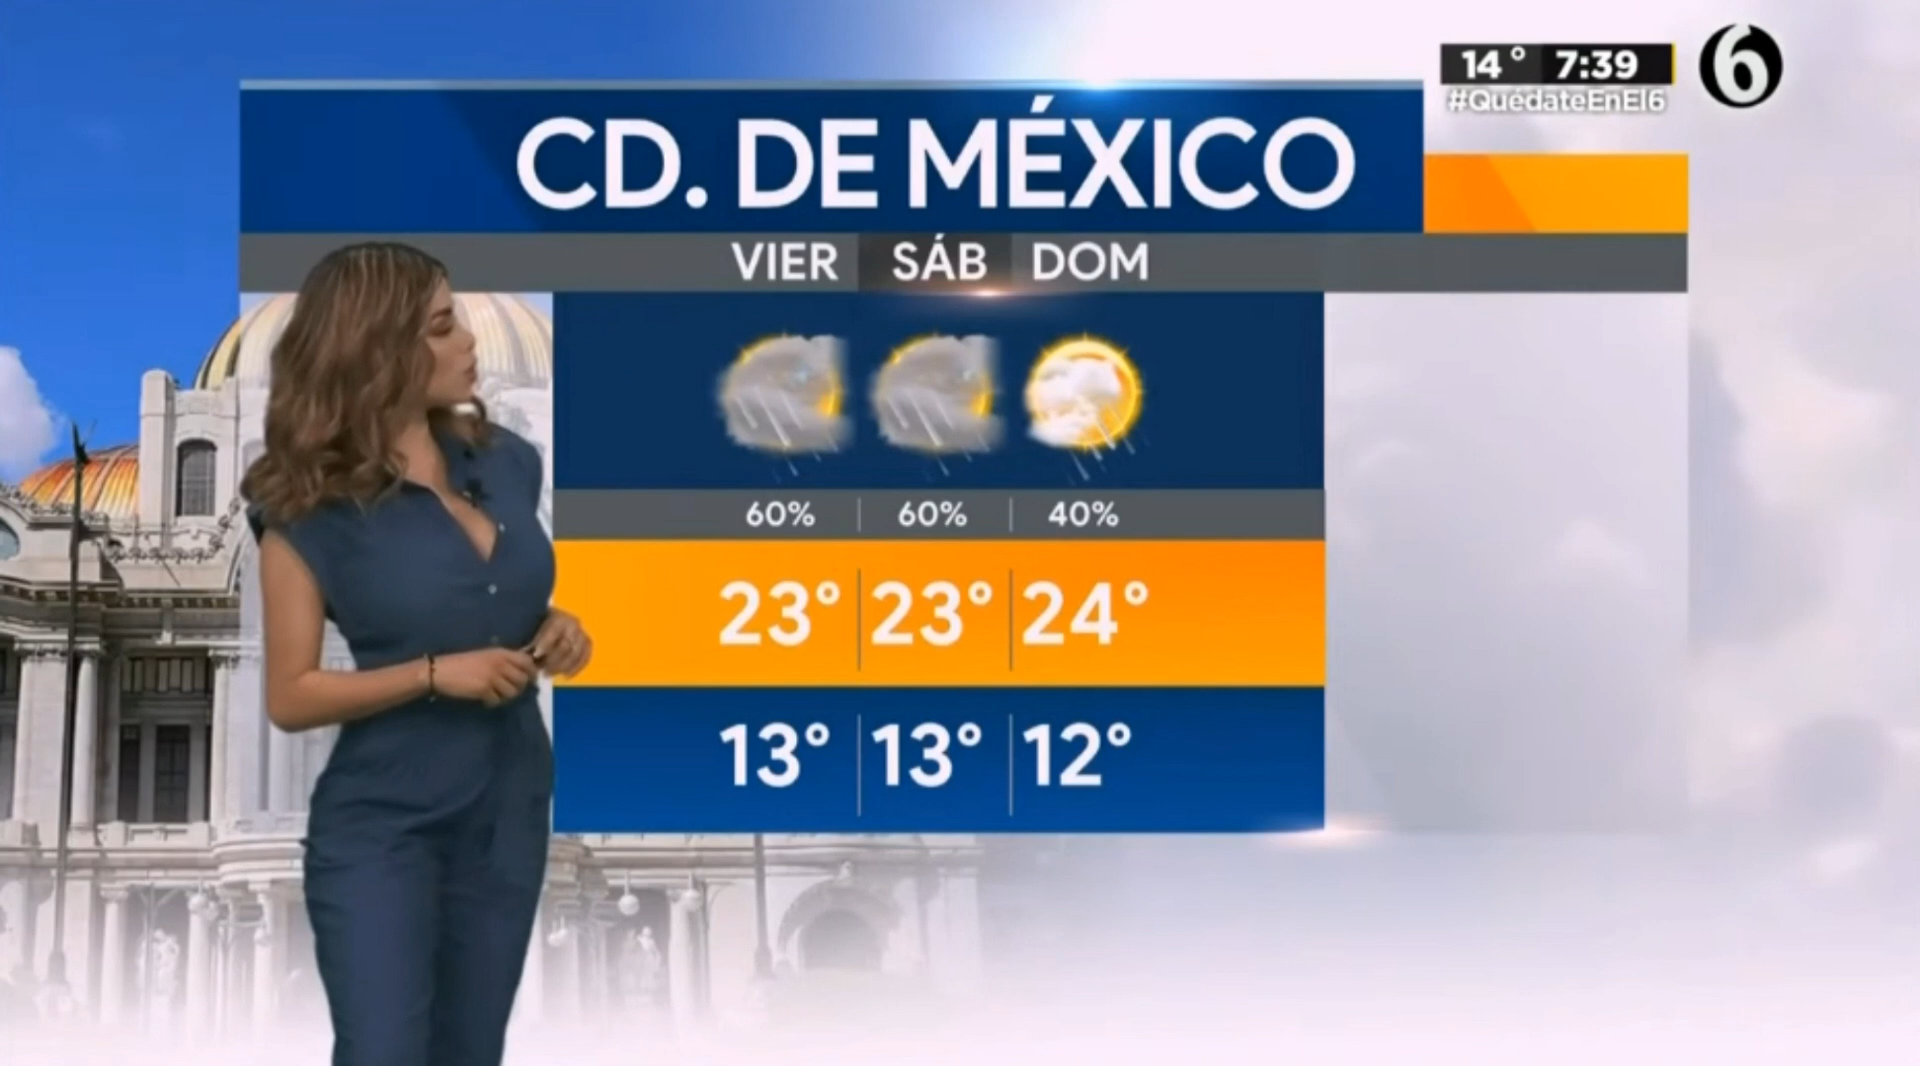 14° 7:39
#QuédateEnEl6
6
CD. DE MÉXICO
VIER SÁB DOM
60% 60% 40%
23° 23° 24°
13° 13° 12°